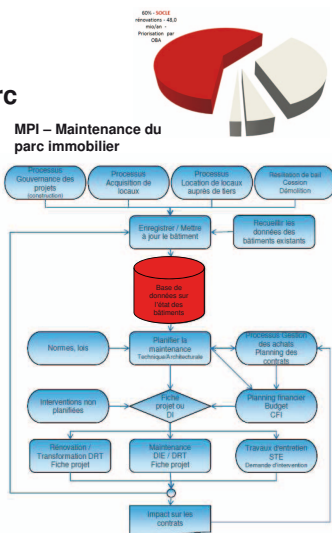 60% - SOCLE
rénovations - 48,0
mio/an -
Priorisation par
OBA
rc
MPI – Maintenance du
parc immobilier
Processus
Gouvernance des
projets
(construction)
Processus
Acquisition de
locaux
Processus
Location de locaux
auprès de tiers
Résiliation de bail
Cession
Démolition
Enregistrer / Mettre
à jour le bâtiment
Recueillir les
données des
bâtiments existants
Base de
données sur
l'état des
bâtiments
Normes, lois
Planifier la
maintenance
Technique/Architecturale
Processus Gestion
des achats
Planning des
contrats
Interventions non
planifiées
Fiche
projet ou
DI
Planning financier
Budget
CFI
Rénovation /
Transformation DRT
Fiche projet
Maintenance
DIE / DRT
Fiche projet
Travaux d'entretien
STE
Demande d'intervention
Impact sur les
contrats